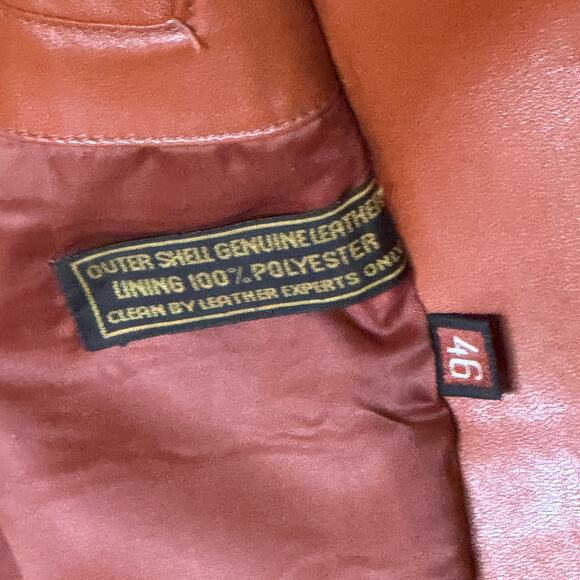 OUTER SHELL GENUINE LEATHER
LINING 100% POLYESTER
CLEAN BY LEATHER EXPERTS ONLY
46